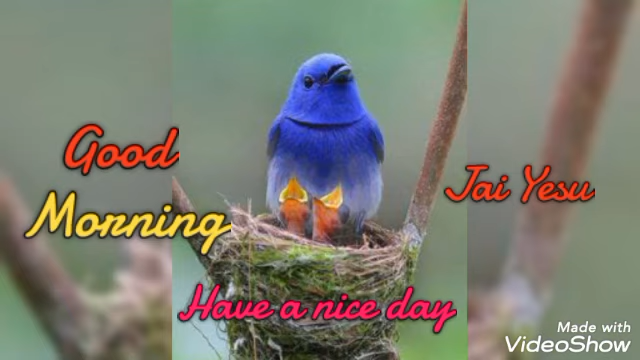 Good
Morning
Jai Yesu
Have a nice day
Made with
VideoShow